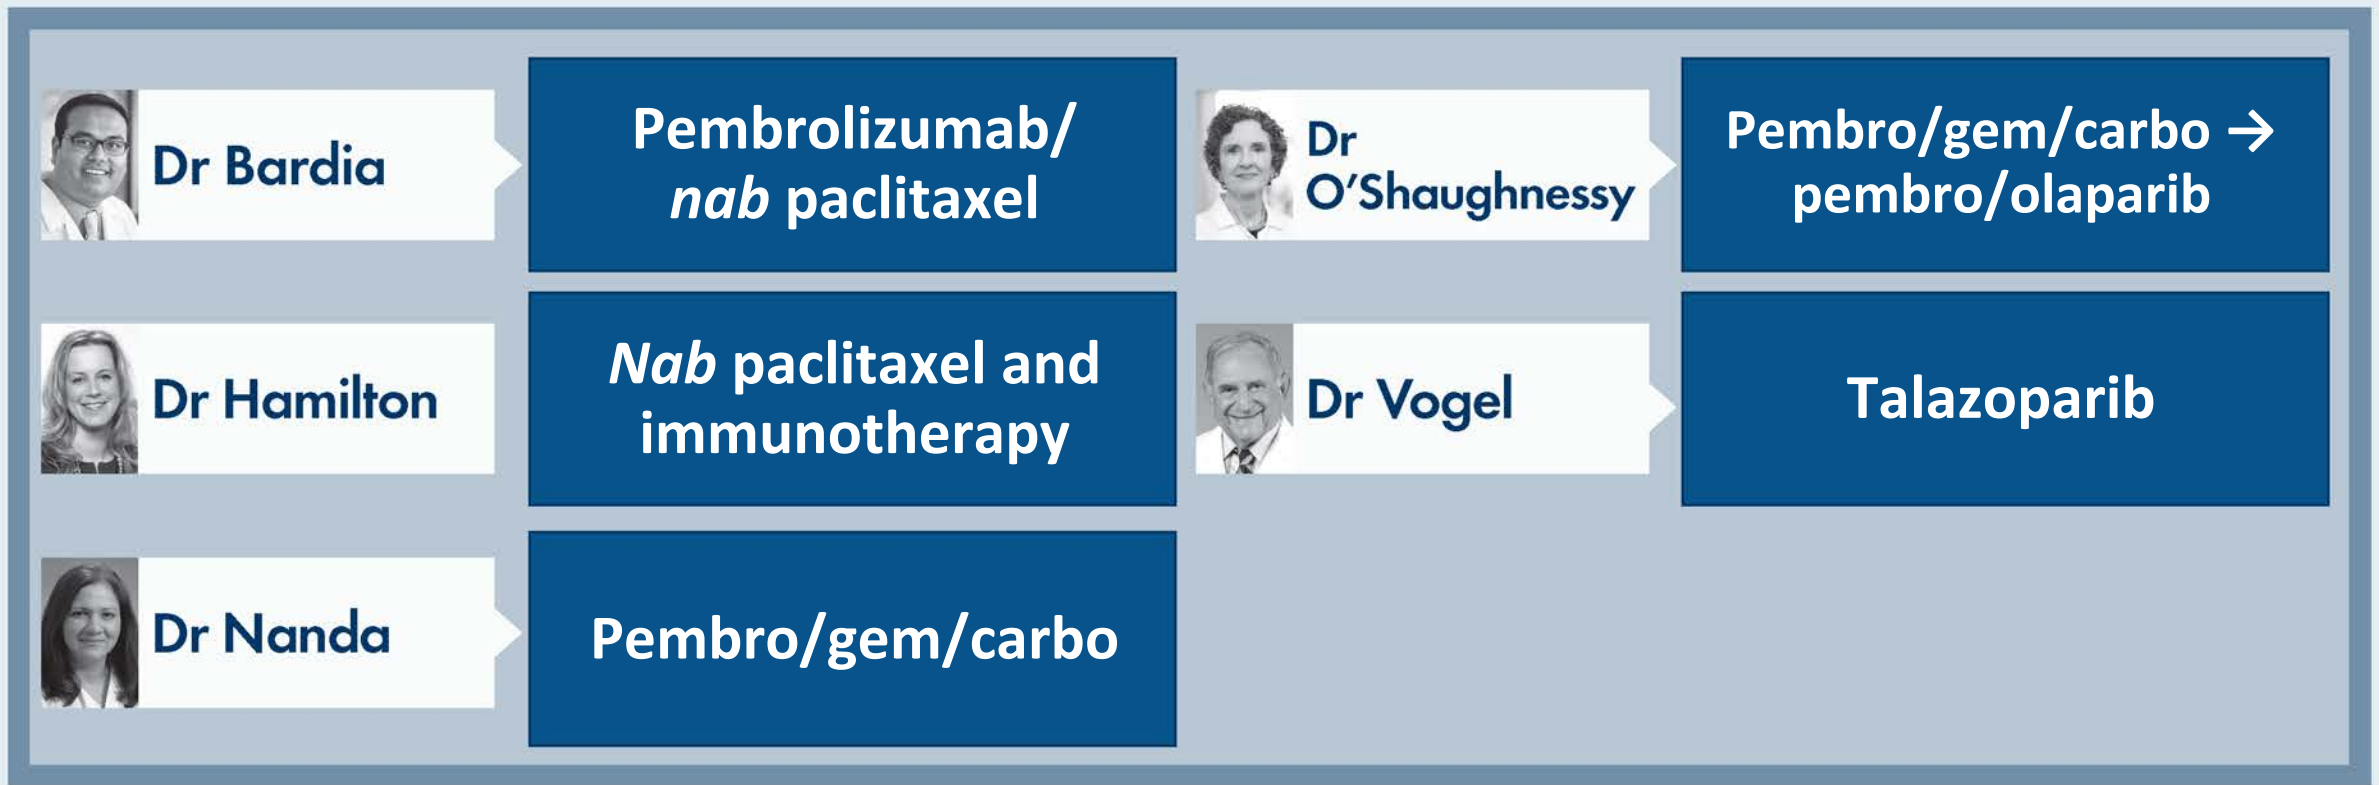 Dr Bardia
Pembrolizumab/
nab paclitaxel
Dr
O’Shaughnessy
Pembro/gem/carbo →
pembro/olaparib
Dr Hamilton
Nab paclitaxel and
immunotherapy
Dr Vogel
Talazoparib
Dr Nanda
Pembro/gem/carbo